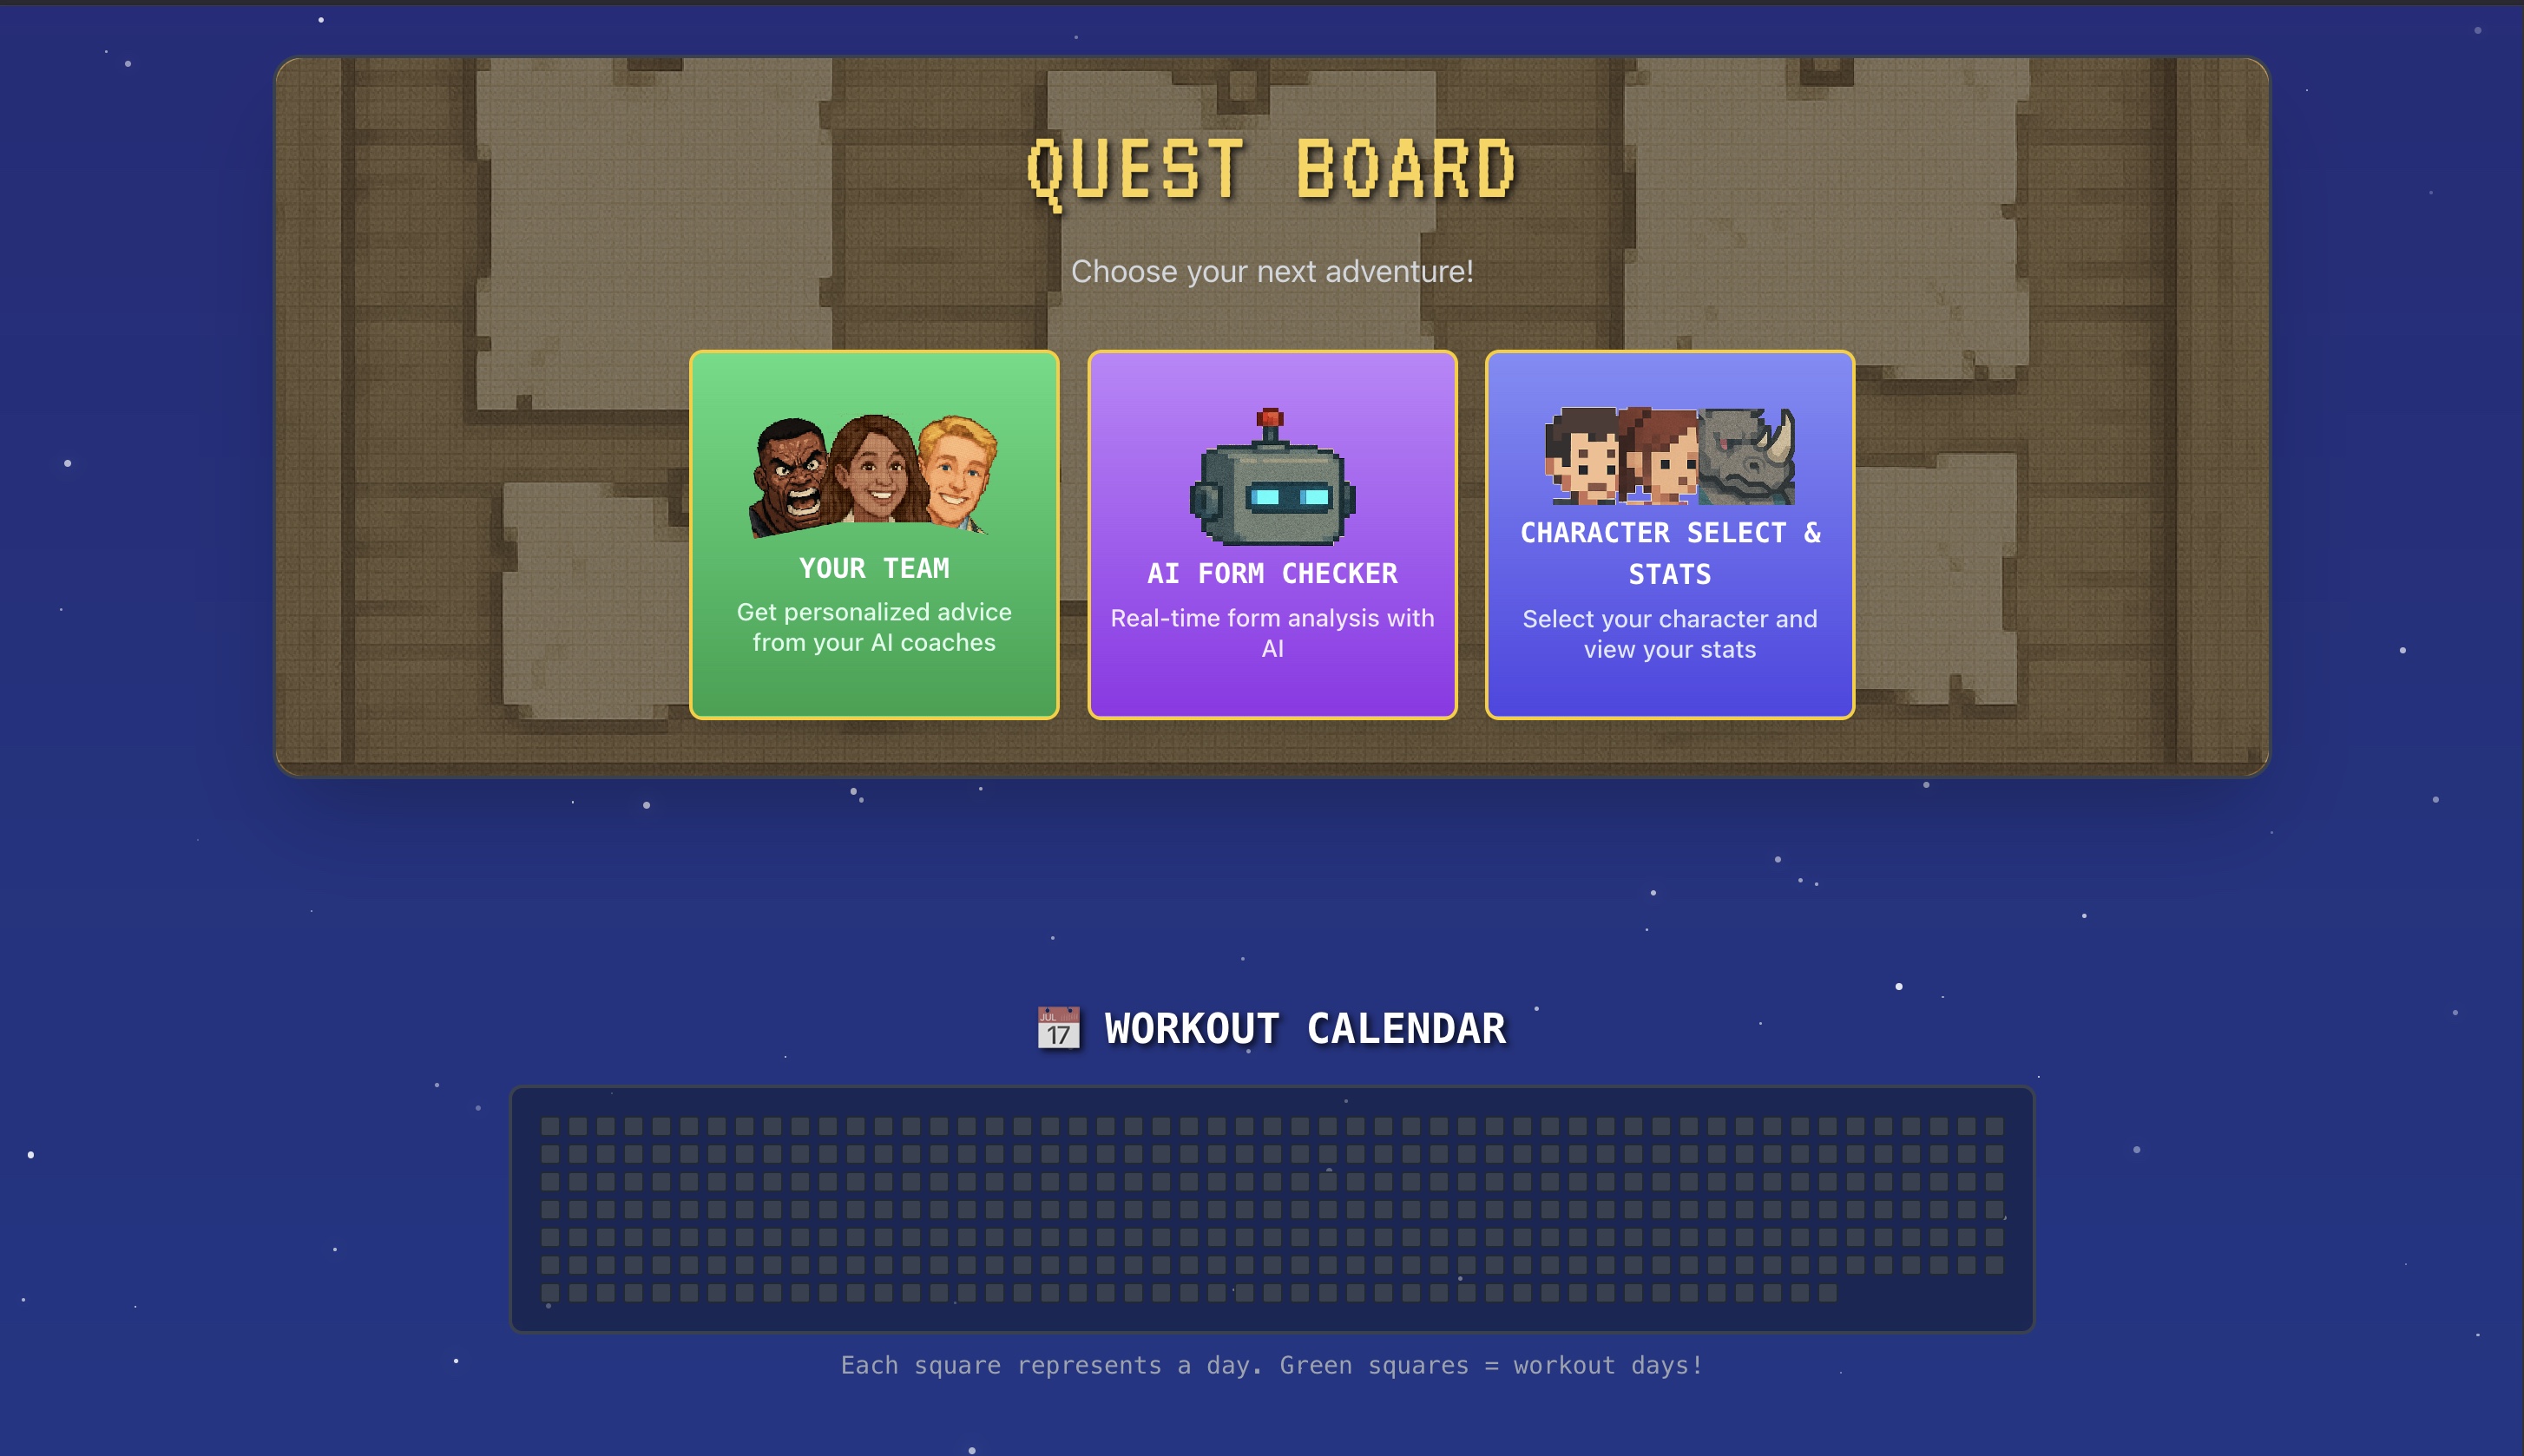 QUEST BOARD
Choose your next adventure!
YOUR TEAM
Get personalized advice
from your AI coaches
AI FORM CHECKER
Real-time form analysis with
AI
CHARACTER SELECT &
STATS
Select your character and
view your stats
JUL
17
WORKOUT CALENDAR
Each square represents a day. Green squares = workout days!